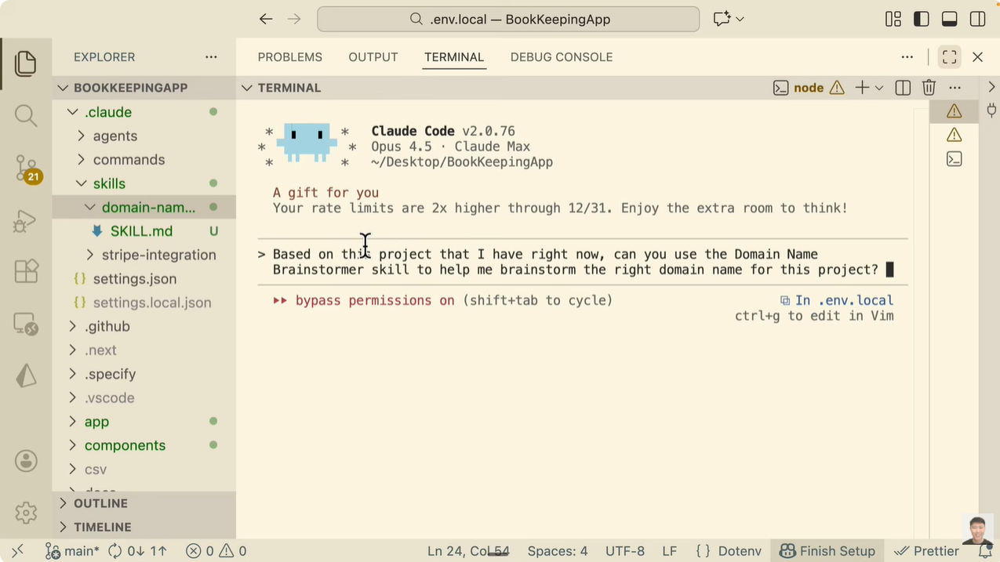 .env.local — BookKeepingApp
EXPLORER
BOOKKEEPINGAPP
.claude
agents
commands
skills
domain-nam...
SKILL.md U
stripe-integration
settings.json
settings.local.json
.github
.next
.specify
.vscode
app
components
csv
OUTLINE
TIMELINE
PROBLEMS OUTPUT TERMINAL DEBUG CONSOLE
TERMINAL
node
Claude Code v2.0.76
Opus 4.5 · Claude Max
~/Desktop/BookKeepingApp
A gift for you
Your rate limits are 2x higher through 12/31. Enjoy the extra room to think!
> Based on this project that I have right now, can you use the Domain Name
Brainstormer skill to help me brainstorm the right domain name for this project?
bypass permissions on (shift+tab to cycle)
In .env.local
ctrl+g to edit in Vim
21
main* 0↓ 1↑ 0 0 Ln 24, Col 54 Spaces: 4 UTF-8 LF { } Dotenv Finish Setup Prettier